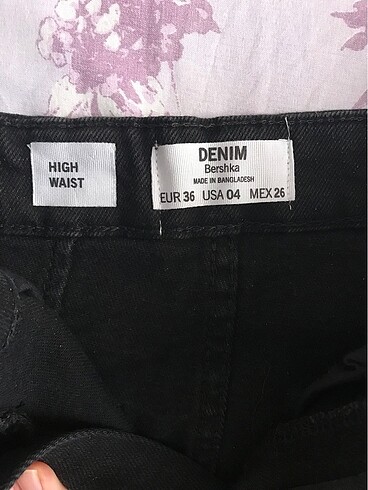 HIGH
WAIST
DENIM
Bershka
MADE IN BANGLADESH
EUR 36 USA 04 MEX 26